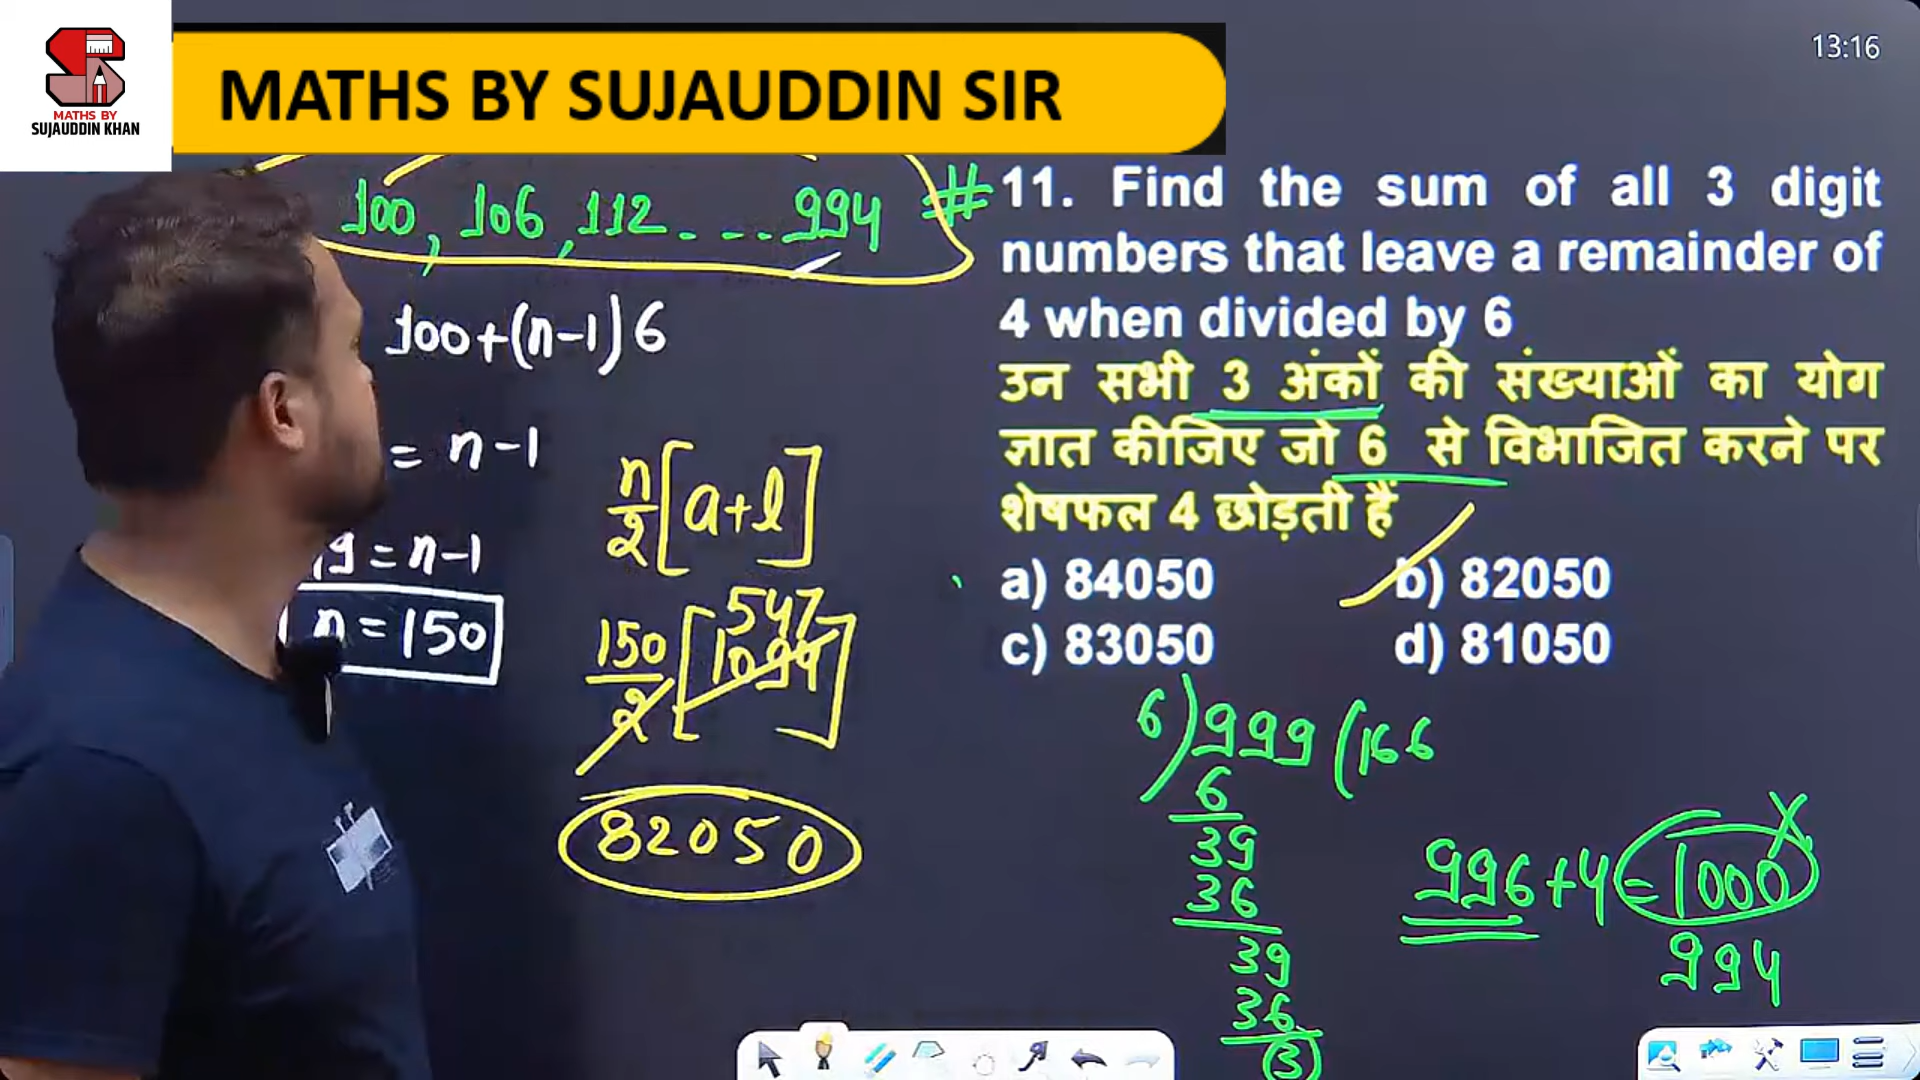 MATHS BY
SUJAUDDIN KHAN
MATHS BY SUJAUDDIN SIR
13:16
100, 106, 112 - - - 994
100+(n-1)6
= n-1
= n-1
n = 150
n/2 [a+l]
150/2 [1094]
547
82050
# 11. Find the sum of all 3 digit
numbers that leave a remainder of
4 when divided by 6
उन सभी 3 अंकों की संख्याओं का योग
ज्ञात कीजिए जो 6 से विभाजित करने पर
शेषफल 4 छोड़ती हैं
a) 84050 b) 82050
c) 83050 d) 81050
6)999(166
6
39
36
39
36
3
996+4=1000 X
994